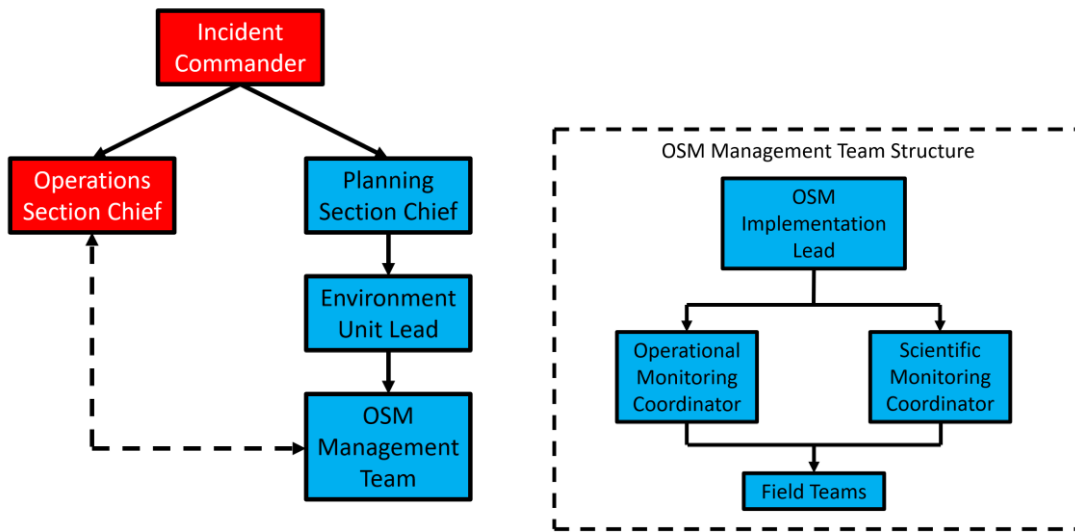 Incident
Commander
Operations
Section Chief
Planning
Section Chief
Environment
Unit Lead
OSM
Management
Team
OSM Management Team Structure
OSM
Implementation
Lead
Operational
Monitoring
Coordinator
Scientific
Monitoring
Coordinator
Field Teams